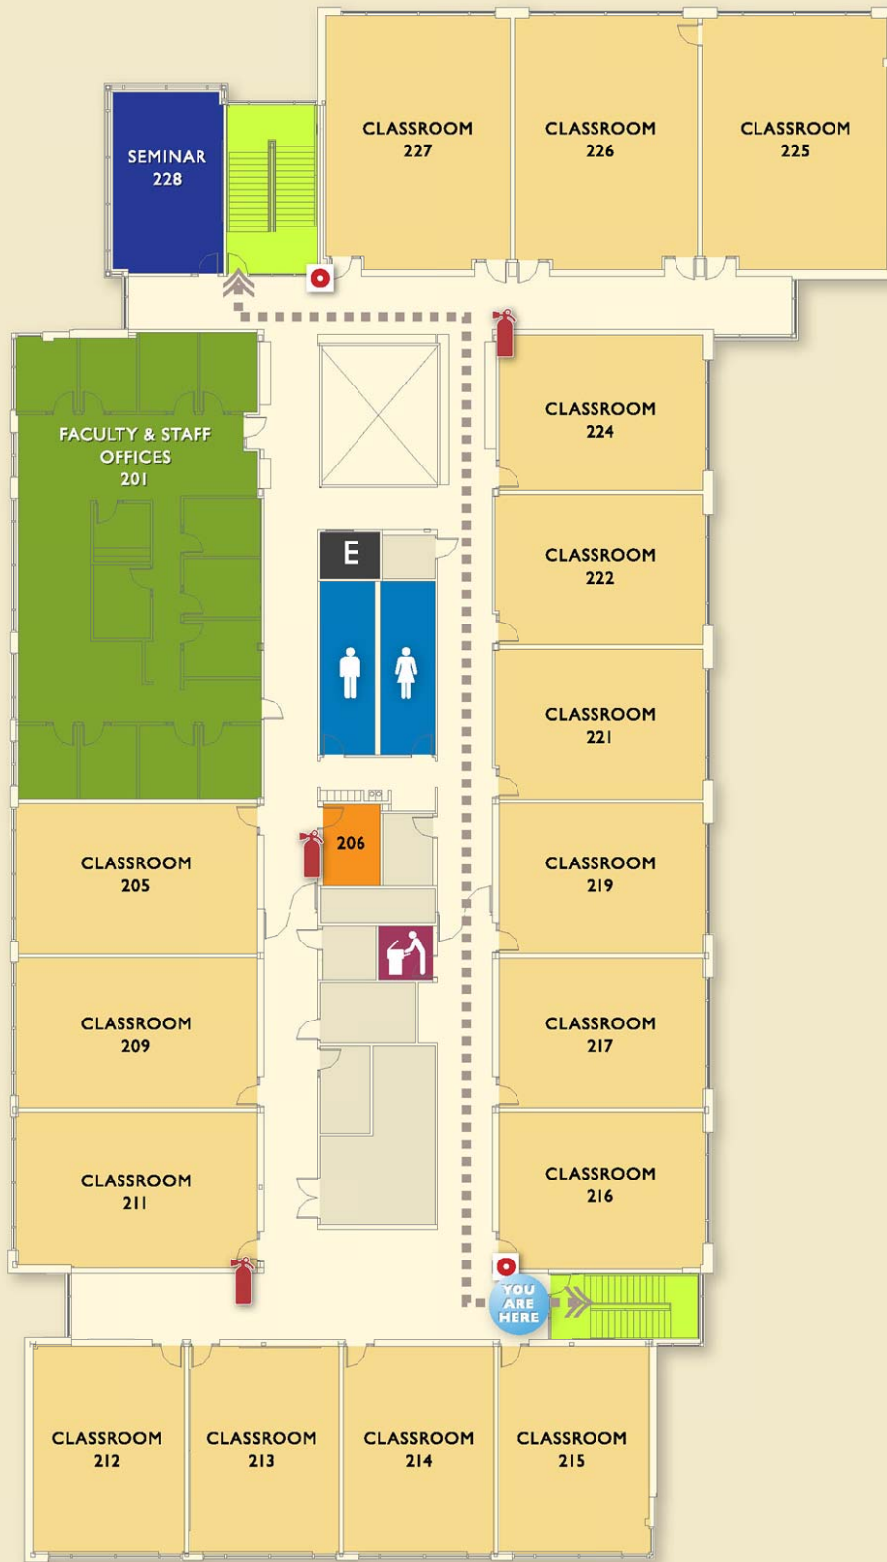 CLASSROOM
227
CLASSROOM
226
CLASSROOM
225
SEMINAR
228
CLASSROOM
224
FACULTY & STAFF
OFFICES
201
E
CLASSROOM
222
CLASSROOM
221
206
CLASSROOM
205
CLASSROOM
219
CLASSROOM
209
CLASSROOM
217
CLASSROOM
211
CLASSROOM
216
YOU
ARE
HERE
CLASSROOM
212
CLASSROOM
213
CLASSROOM
214
CLASSROOM
215